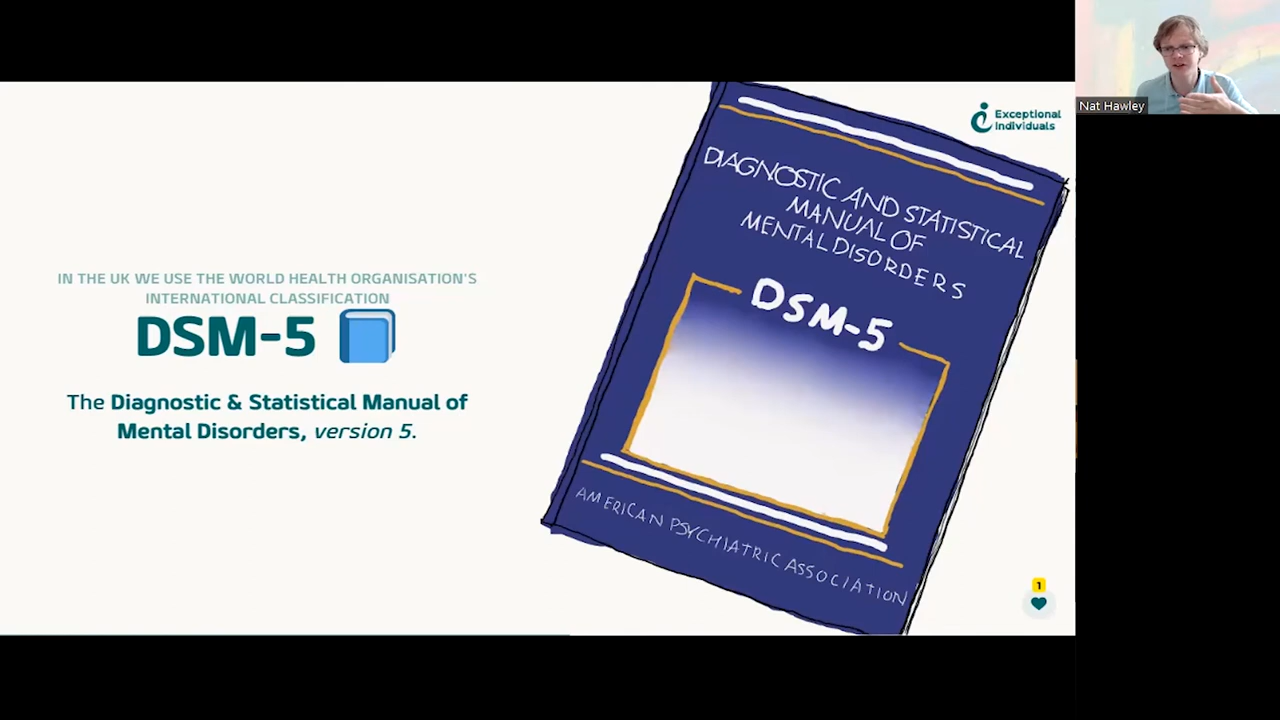 Exceptional
Individuals
Nat Hawley
IN THE UK WE USE THE WORLD HEALTH ORGANISATION'S
INTERNATIONAL CLASSIFICATION
DSM-5
The Diagnostic & Statistical Manual of
Mental Disorders, version 5.
DIAGNOSTIC AND STATISTICAL
MANUAL OF
MENTAL DISORDERS
DSM-5
AMERICAN PSYCHIATRIC ASSOCIATION
1